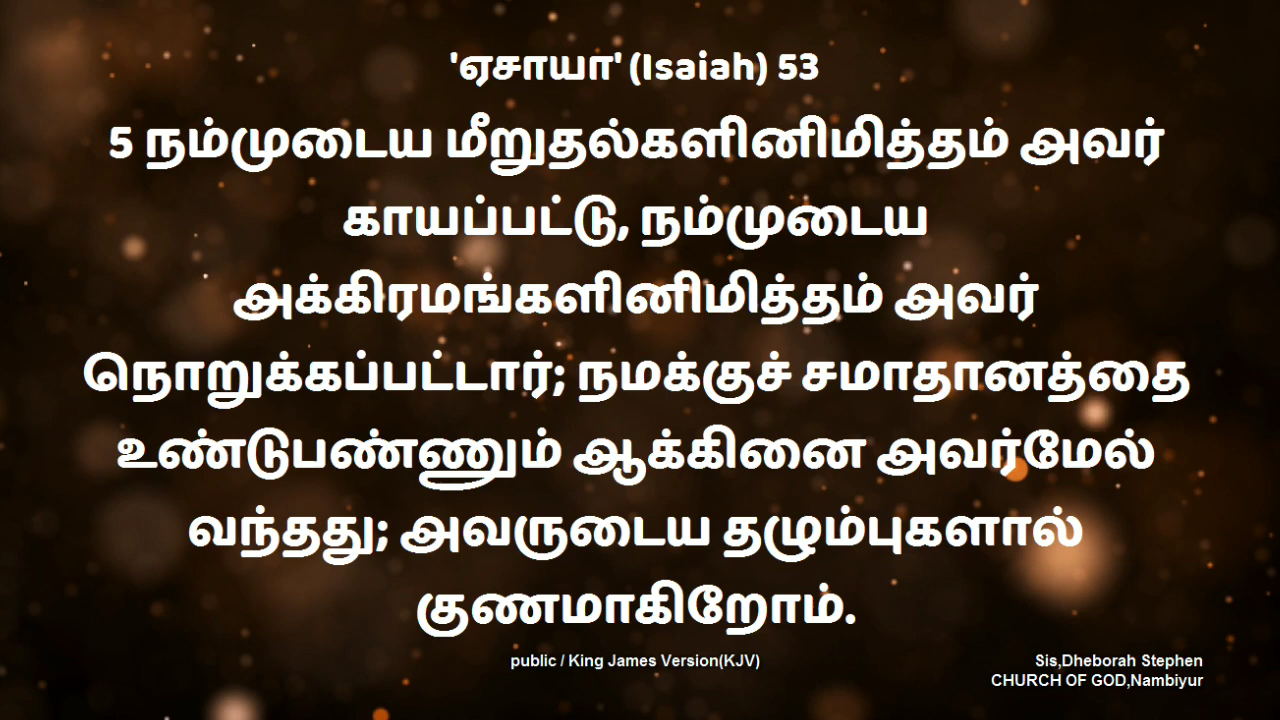 'ஏசாயா' (Isaiah) 53
5 நம்முடைய மீறுதல்களினிமித்தம் அவர்
காயப்பட்டு, நம்முடைய
அக்கிரமங்களினிமித்தம் அவர்
நொறுக்கப்பட்டார்; நமக்குச் சமாதானத்தை
உண்டுபண்ணும் ஆக்கினை அவர்மேல்
வந்தது; அவருடைய தழும்புகளால்
குணமாகிறோம்.
public / King James Version(KJV)
Sis,Dheborah Stephen
CHURCH OF GOD,Nambiyur